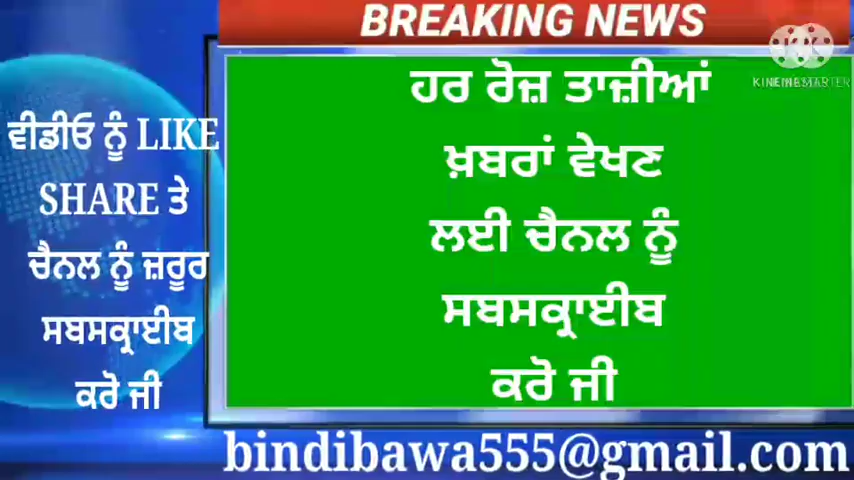 BREAKING NEWS
KINEMASTER
ਹਰ ਰੋਜ਼ ਤਾਜ਼ੀਆਂ
ਖ਼ਬਰਾਂ ਵੇਖਣ
ਲਈ ਚੈਨਲ ਨੂੰ
ਸਬਸਕ੍ਰਾਈਬ
ਕਰੋ ਜੀ
ਵੀਡੀਓ ਨੂੰ LIKE
SHARE ਤੇ
ਚੈਨਲ ਨੂੰ ਜ਼ਰੂਰ
ਸਬਸਕ੍ਰਾਈਬ
ਕਰੋ ਜੀ
bindibawa555@gmail.com